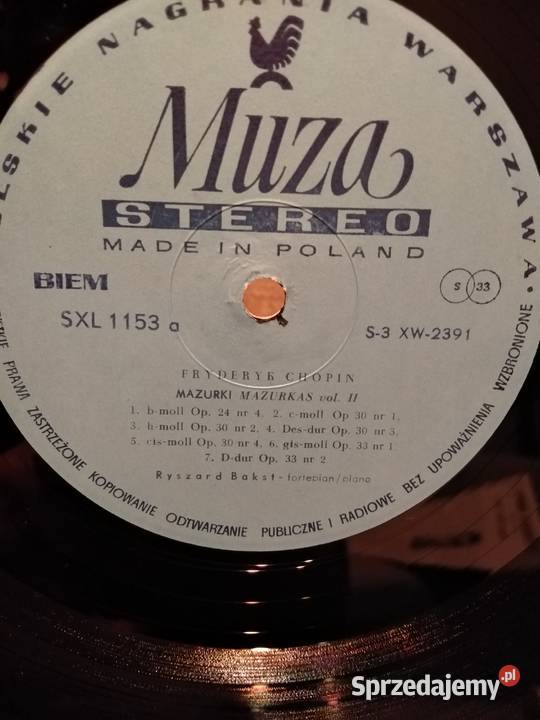 POLSKIE NAGRANIA WARSZAWA •
Muza
STEREO
MADE IN POLAND
BIEM
S 33
SXL 1153 a
S-3 XW-2391
FRYDERYK CHOPIN
MAZURKI MAZURKAS vol. II
1. b-moll Op. 24 nr 4, 2. c-moll Op. 30 nr 1,
3. h-moll Op. 30 nr 2, 4. Des-dur Op. 30 nr 3,
5. cis-moll Op. 30 nr 4, 6. gis-moll Op. 33 nr 1
7. D-dur Op. 33 nr 2
Ryszard Bakst - fortepian/piano
PRAWA ZASTRZEŻONE KOPIOWANIE ODTWARZANIE PUBLICZNE I RADIOWE BEZ UPOWAŻNIENIA WZBRONIONE
Sprzedajemy.pl